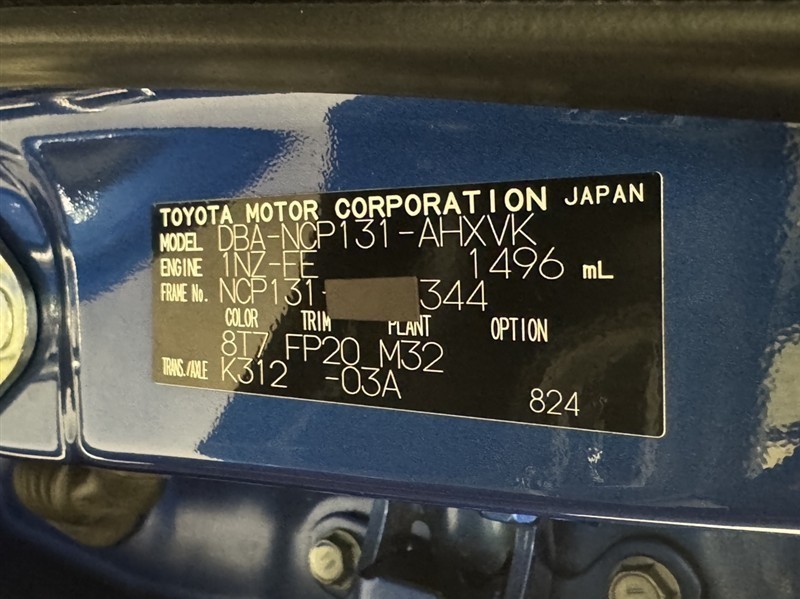 TOYOTA MOTOR CORPORATION JAPAN
MODEL DBA-NCP131-AHXVK
ENGINE 1NZ-FE 1496 mL
FRAME No. NCP131- 344
COLOR TRIM PLANT OPTION
8T7 FP20 M32
TRANS./AXLE K312 -03A
824